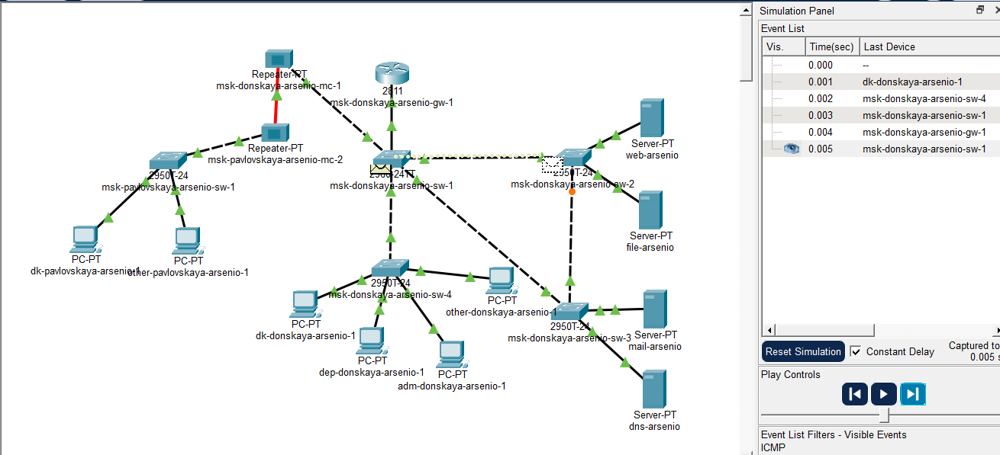 Repeater-PT
msk-donskaya-arsenio-mc-1
2811
msk-donskaya-arsenio-gw-1
Server-PT
web-arsenio
Repeater-PT
msk-pavlovskaya-arsenio-mc-2
2950T-24
msk-pavlovskaya-arsenio-sw-1
msk-donskaya-arsenio-sw-1
2950T-24
msk-donskaya-arsenio-sw-2
Server-PT
file-arsenio
PC-PT
dk-pavlovskaya-arsenio-1
PC-PT
other-pavlovskaya-arsenio-1
2950T-24
msk-donskaya-arsenio-sw-4
PC-PT
other-donskaya-arsenio-1
PC-PT
dk-donskaya-arsenio-1
2950T-24
msk-donskaya-arsenio-sw-3
Server-PT
mail-arsenio
PC-PT
dep-donskaya-arsenio-1
PC-PT
adm-donskaya-arsenio-1
Server-PT
dns-arsenio
Simulation Panel
Event List
Vis. Time(sec) Last Device
0.000 --
0.001 dk-donskaya-arsenio-1
0.002 msk-donskaya-arsenio-sw-4
0.003 msk-donskaya-arsenio-sw-1
0.004 msk-donskaya-arsenio-gw-1
0.005 msk-donskaya-arsenio-sw-1
Reset Simulation Constant Delay Captured to
0.005 s
Play Controls
Event List Filters - Visible Events
ICMP